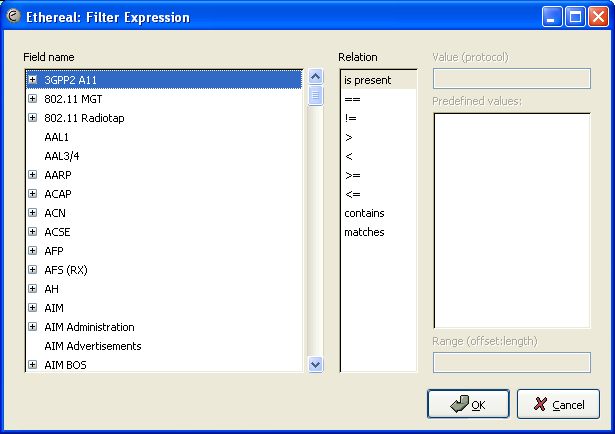 Ethereal: Filter Expression
Field name
3GPP2 A11
802.11 MGT
802.11 Radiotap
AAL1
AAL3/4
AARP
ACAP
ACN
ACSE
AFP
AFS (RX)
AH
AIM
AIM Administration
AIM Advertisements
AIM BOS
Relation
is present
==
!=
>
<
>=
<=
contains
matches
Value (protocol)
Predefined values:
Range (offset:length)
OK
Cancel